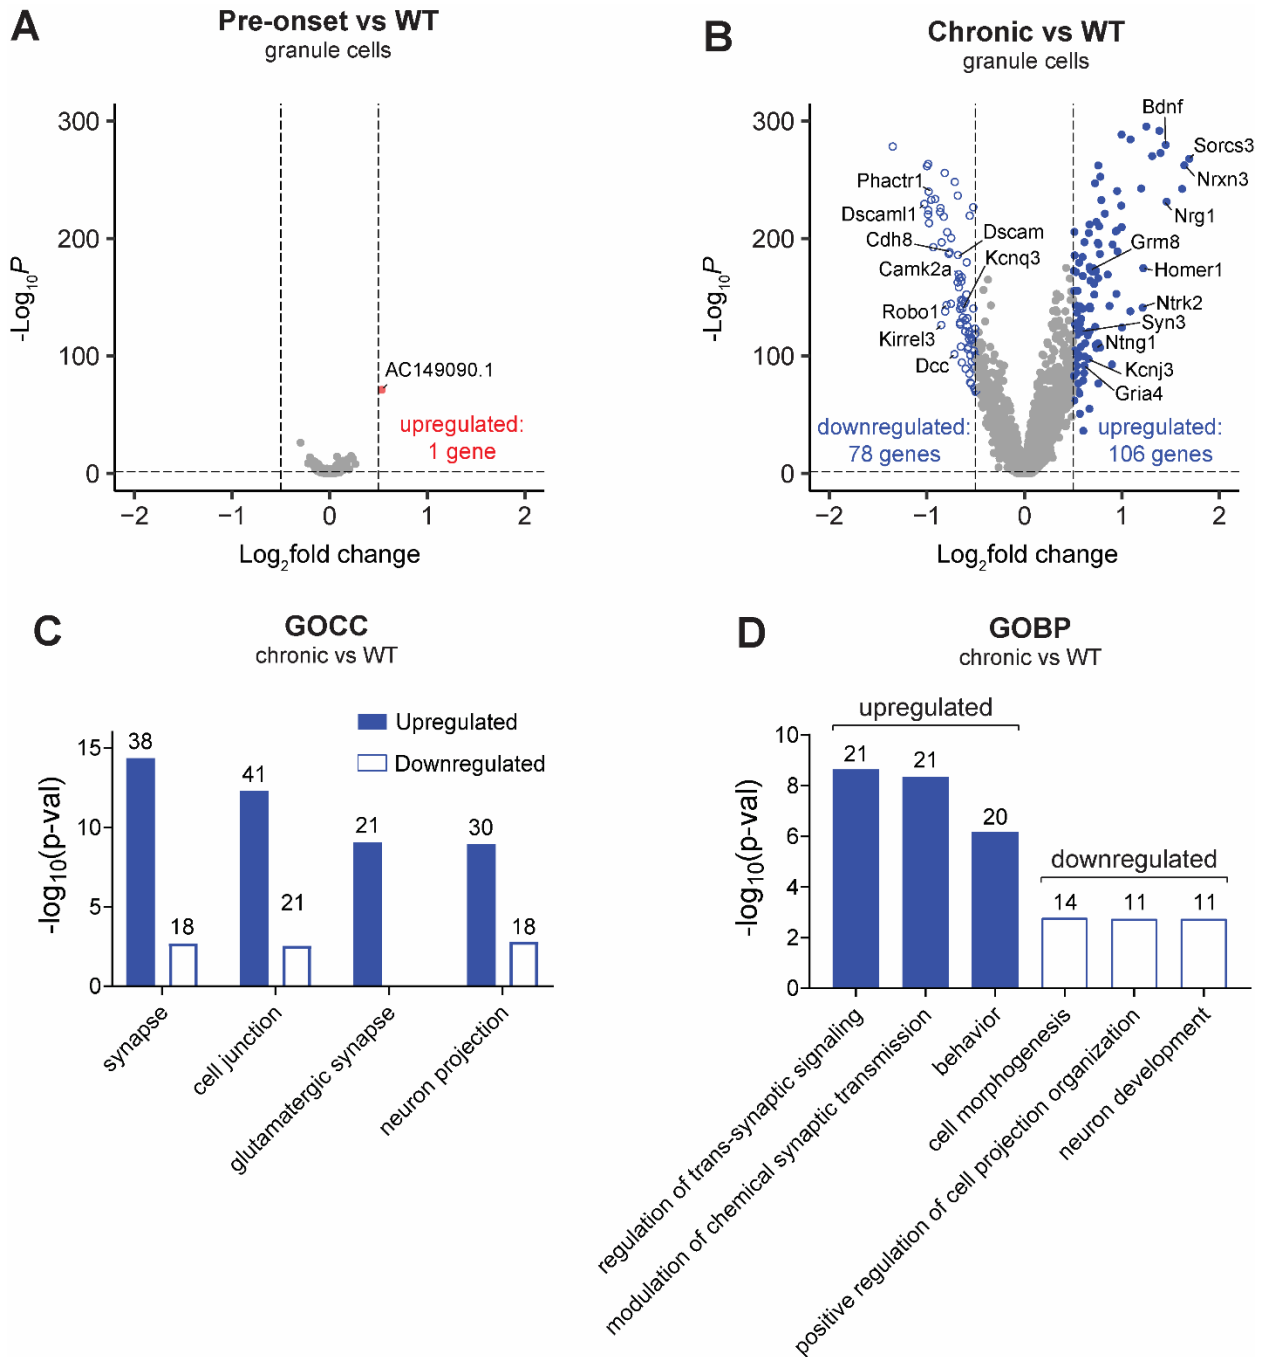 A
Pre-onset vs WT
granule cells
300
200
100
0
-Log10P
AC149090.1
upregulated:
1 gene
−2 −1 0 1 2
Log2fold change
B
Chronic vs WT
granule cells
300
200
100
0
-Log10P
Bdnf
Sorcs3
Nrxn3
Nrg1
Phactr1
Dscaml1
Cdh8
Dscam
Grm8
Camk2a
Kcnq3
Homer1
Robo1
Ntrk2
Kirrel3
Syn3
Ntng1
Dcc
Kcnj3
Gria4
downregulated:
78 genes
upregulated:
106 genes
−2 −1 0 1 2
Log2fold change
C
GOCC
chronic vs WT
Upregulated
Downregulated
15
10
5
0
-log10(p-val)
38
18
41
21
21
30
18
synapse
cell junction
glutamatergic synapse
neuron projection
D
GOBP
chronic vs WT
upregulated
downregulated
10
8
6
4
2
0
-log10(p-val)
21
21
20
14
11
11
regulation of trans-synaptic signaling
modulation of chemical synaptic transmission
behavior
cell morphogenesis
positive regulation of cell projection organization
neuron development